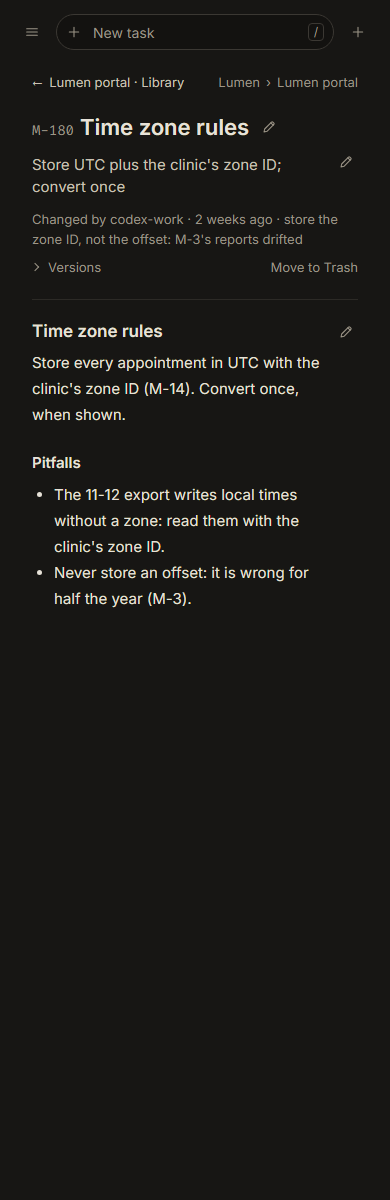 New task /
← Lumen portal · Library Lumen › Lumen portal
M-180 Time zone rules
Store UTC plus the clinic's zone ID;
convert once
Changed by codex-work · 2 weeks ago · store the
zone ID, not the offset: M-3's reports drifted
Versions Move to Trash
Time zone rules
Store every appointment in UTC with the
clinic's zone ID (M-14). Convert once,
when shown.
Pitfalls
• The 11-12 export writes local times
without a zone: read them with the
clinic's zone ID.
• Never store an offset: it is wrong for
half the year (M-3).